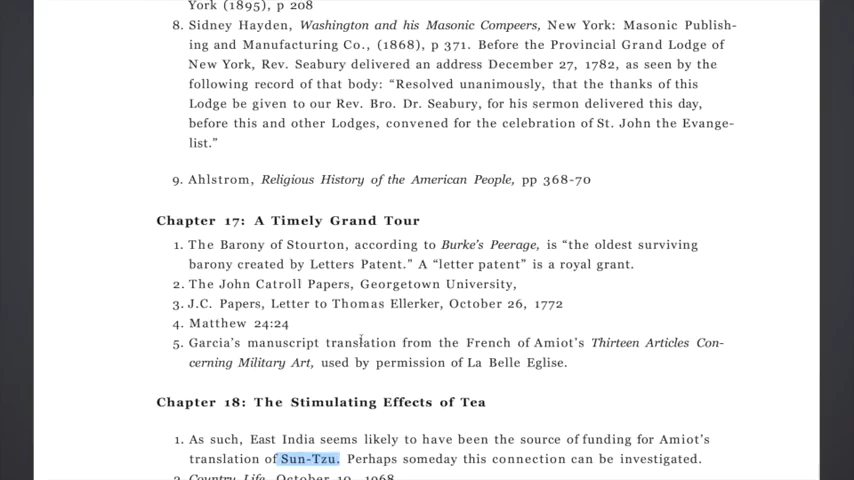 York (1895), p 208
8. Sidney Hayden, Washington and his Masonic Compeers, New York: Masonic Publish-
ing and Manufacturing Co., (1868), p 371. Before the Provincial Grand Lodge of
New York, Rev. Seabury delivered an address December 27, 1782, as seen by the
following record of that body: “Resolved unanimously, that the thanks of this
Lodge be given to our Rev. Bro. Dr. Seabury, for his sermon delivered this day,
before this and other Lodges, convened for the celebration of St. John the Evange-
list.”
9. Ahlstrom, Religious History of the American People, pp 368-70
Chapter 17: A Timely Grand Tour
1. The Barony of Stourton, according to Burke's Peerage, is “the oldest surviving
barony created by Letters Patent.” A “letter patent” is a royal grant.
2. The John Catroll Papers, Georgetown University,
3. J.C. Papers, Letter to Thomas Ellerker, October 26, 1772
4. Matthew 24:24
5. Garcia's manuscript translation from the French of Amiot's Thirteen Articles Con-
cerning Military Art, used by permission of La Belle Eglise.
Chapter 18: The Stimulating Effects of Tea
1. As such, East India seems likely to have been the source of funding for Amiot's
translation of Sun-Tzu. Perhaps someday this connection can be investigated.
2. Country Life, October 10, 1968